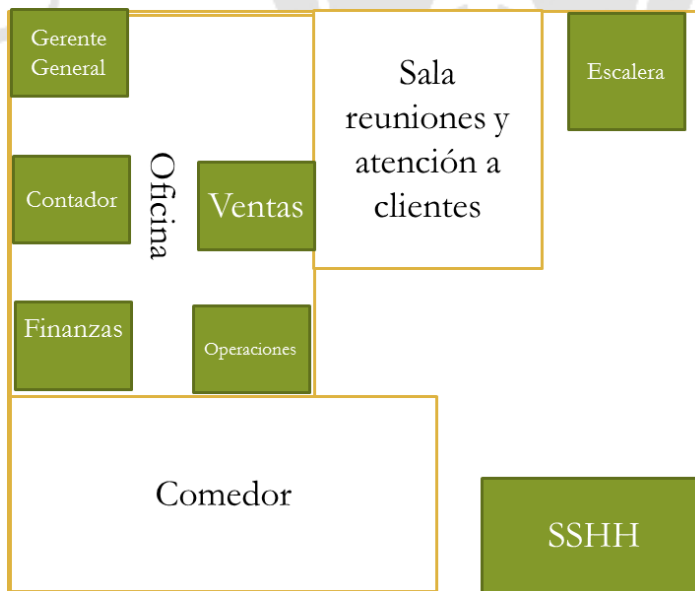 Gerente
General
Sala
reuniones y
atención a
clientes
Escalera
Contador
Oficina
Ventas
Finanzas
Operaciones
Comedor
SSHH